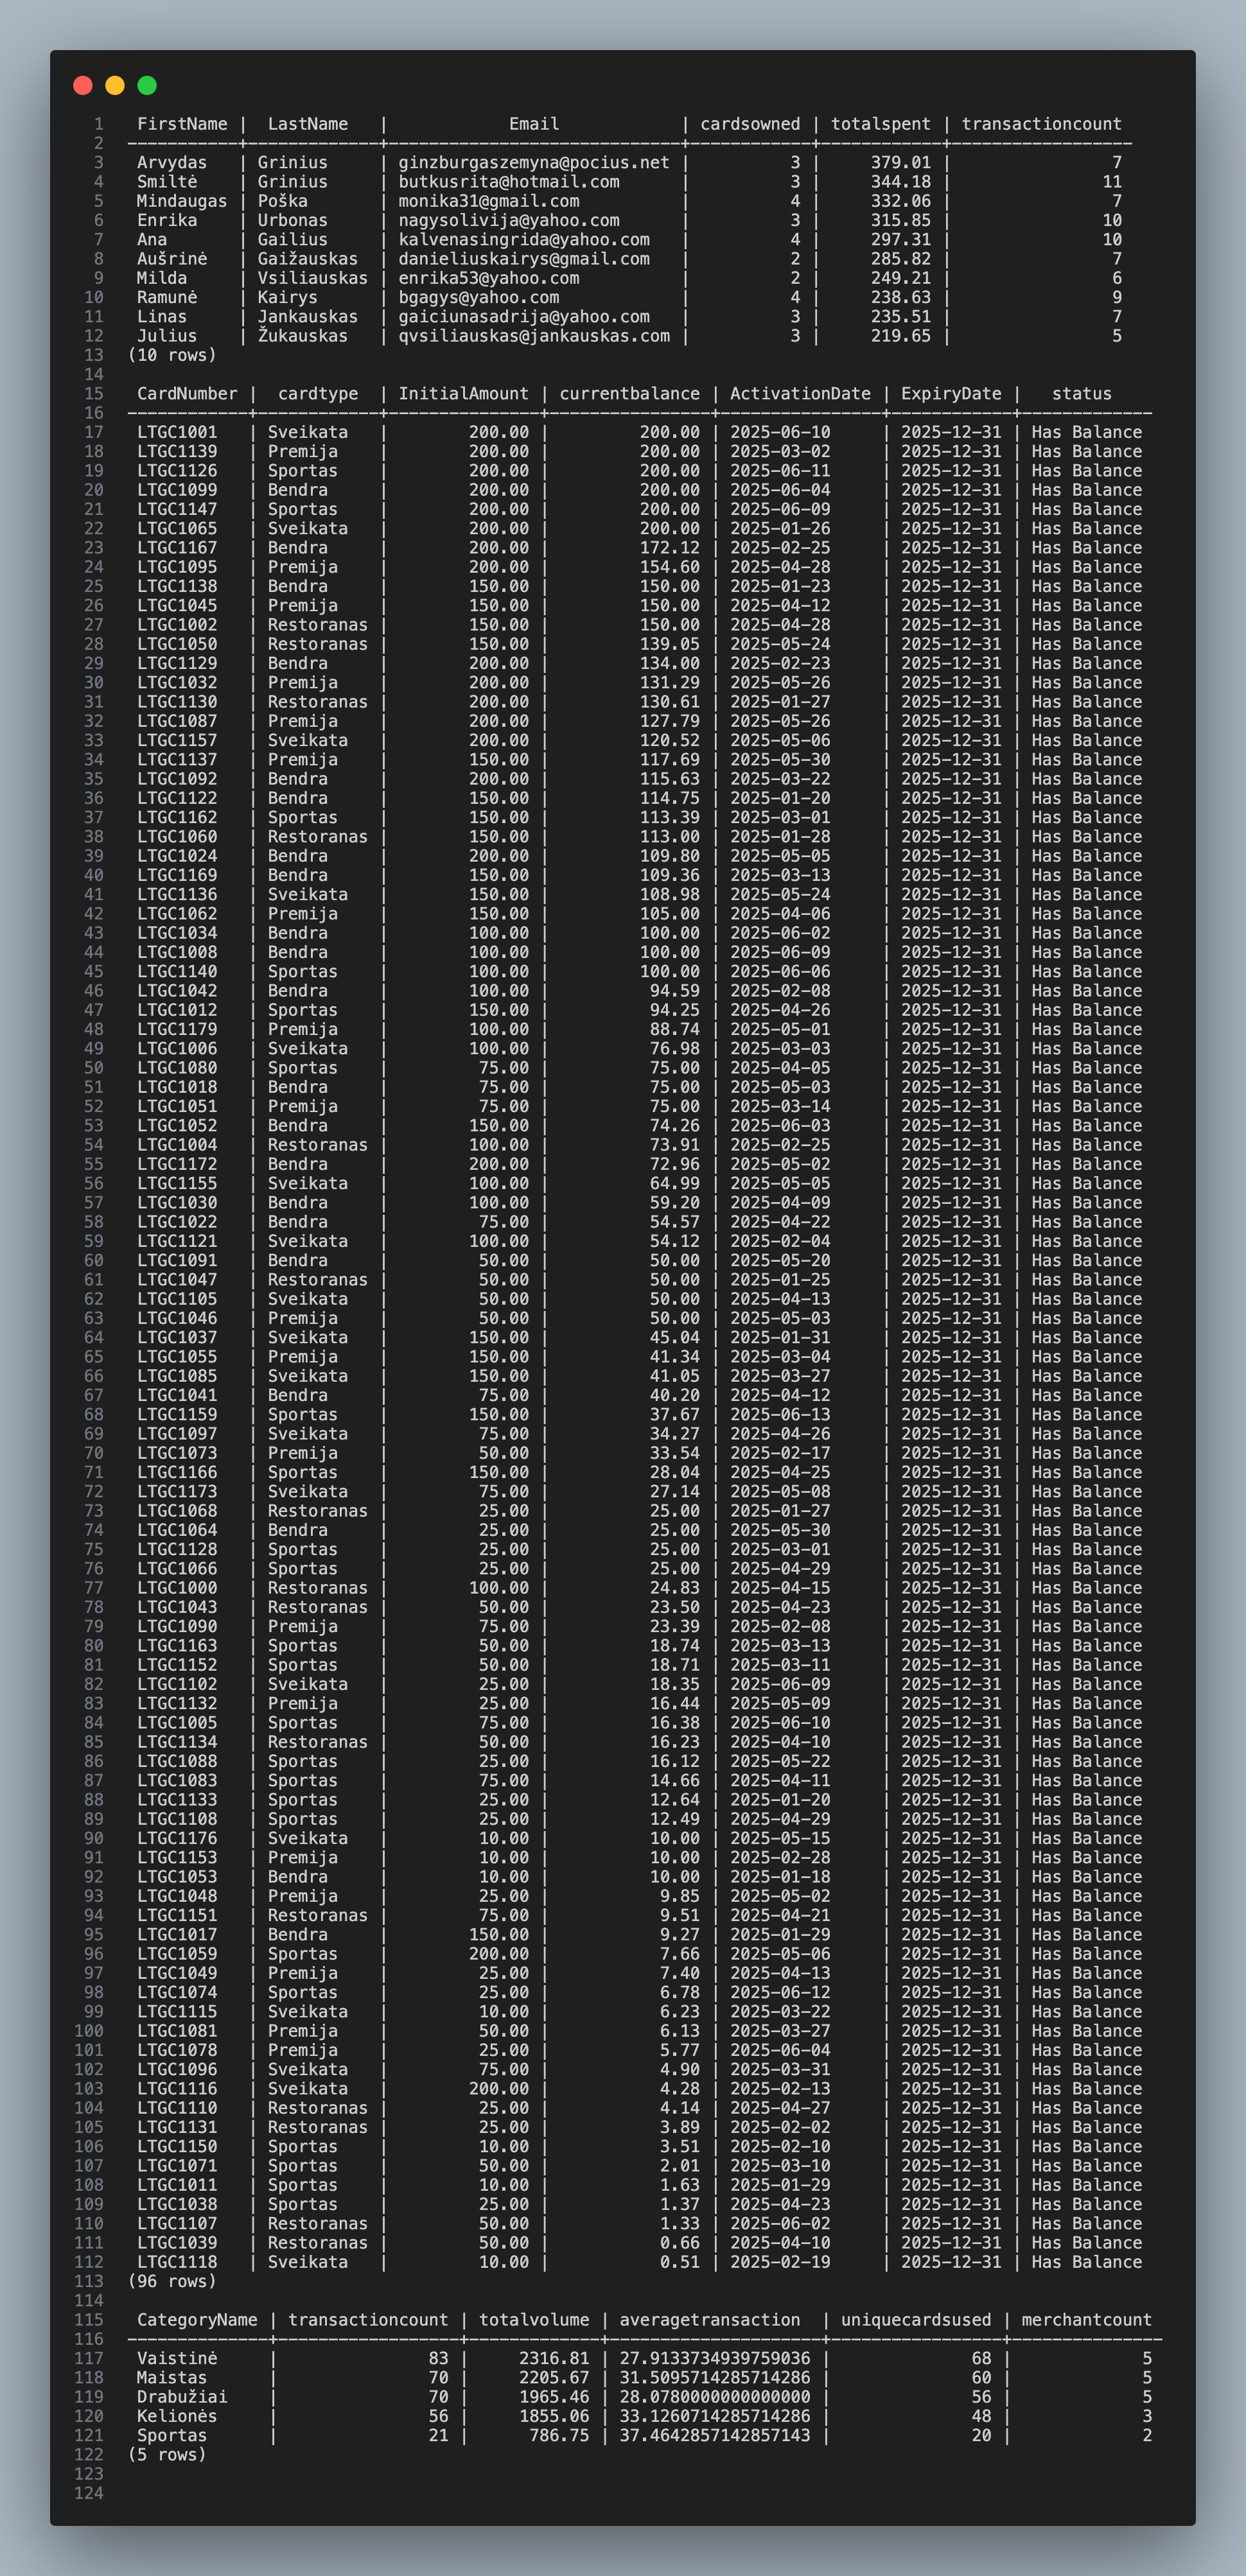 1 FirstName | LastName | Email | cardsowned | totalspent | transactioncount
2 -----------+-------------+-----------------------------+------------+------------+------------------
3 Arvydas | Grinius | ginzburgaszemyna@pocius.net | 3 | 379.01 | 7
4 Smiltė | Grinius | butkusrita@hotmail.com | 3 | 344.18 | 11
5 Mindaugas | Poška | monika31@gmail.com | 4 | 332.06 | 7
6 Enrika | Urbonas | nagysolivija@yahoo.com | 3 | 315.85 | 10
7 Ana | Gailius | kalvenasingrida@yahoo.com | 4 | 297.31 | 10
8 Aušrinė | Gaižauskas | danieliuskairys@gmail.com | 2 | 285.82 | 7
9 Milda | Vsiliauskas | enrika53@yahoo.com | 2 | 249.21 | 6
10 Ramunė | Kairys | bgagys@yahoo.com | 4 | 238.63 | 9
11 Linas | Jankauskas | gaiciunasadrija@yahoo.com | 3 | 235.51 | 7
12 Julius | Žukauskas | qvsiliauskas@jankauskas.com | 3 | 219.65 | 5
13 (10 rows)
14
15 CardNumber | cardtype | InitialAmount | currentbalance | ActivationDate | ExpiryDate | status
16 ------------+------------+---------------+----------------+----------------+------------+-------------
17 LTGC1001 | Sveikata | 200.00 | 200.00 | 2025-06-10 | 2025-12-31 | Has Balance
18 LTGC1139 | Premija | 200.00 | 200.00 | 2025-03-02 | 2025-12-31 | Has Balance
19 LTGC1126 | Sportas | 200.00 | 200.00 | 2025-06-11 | 2025-12-31 | Has Balance
20 LTGC1099 | Bendra | 200.00 | 200.00 | 2025-06-04 | 2025-12-31 | Has Balance
21 LTGC1147 | Sportas | 200.00 | 200.00 | 2025-06-09 | 2025-12-31 | Has Balance
22 LTGC1065 | Sveikata | 200.00 | 200.00 | 2025-01-26 | 2025-12-31 | Has Balance
23 LTGC1167 | Bendra | 200.00 | 172.12 | 2025-02-25 | 2025-12-31 | Has Balance
24 LTGC1095 | Premija | 200.00 | 154.60 | 2025-04-28 | 2025-12-31 | Has Balance
25 LTGC1138 | Bendra | 150.00 | 150.00 | 2025-01-23 | 2025-12-31 | Has Balance
26 LTGC1045 | Premija | 150.00 | 150.00 | 2025-04-12 | 2025-12-31 | Has Balance
27 LTGC1002 | Restoranas | 150.00 | 150.00 | 2025-04-28 | 2025-12-31 | Has Balance
28 LTGC1050 | Restoranas | 150.00 | 139.05 | 2025-05-24 | 2025-12-31 | Has Balance
29 LTGC1129 | Bendra | 200.00 | 134.00 | 2025-02-23 | 2025-12-31 | Has Balance
30 LTGC1032 | Premija | 200.00 | 131.29 | 2025-05-26 | 2025-12-31 | Has Balance
31 LTGC1130 | Restoranas | 200.00 | 130.61 | 2025-01-27 | 2025-12-31 | Has Balance
32 LTGC1087 | Premija | 200.00 | 127.79 | 2025-05-26 | 2025-12-31 | Has Balance
33 LTGC1157 | Sveikata | 200.00 | 120.52 | 2025-05-06 | 2025-12-31 | Has Balance
34 LTGC1137 | Premija | 150.00 | 117.69 | 2025-05-30 | 2025-12-31 | Has Balance
35 LTGC1092 | Bendra | 200.00 | 115.63 | 2025-03-22 | 2025-12-31 | Has Balance
36 LTGC1122 | Bendra | 150.00 | 114.75 | 2025-01-20 | 2025-12-31 | Has Balance
37 LTGC1162 | Sportas | 150.00 | 113.39 | 2025-03-01 | 2025-12-31 | Has Balance
38 LTGC1060 | Restoranas | 150.00 | 113.00 | 2025-01-28 | 2025-12-31 | Has Balance
39 LTGC1024 | Bendra | 200.00 | 109.80 | 2025-05-05 | 2025-12-31 | Has Balance
40 LTGC1169 | Bendra | 150.00 | 109.36 | 2025-03-13 | 2025-12-31 | Has Balance
41 LTGC1136 | Sveikata | 150.00 | 108.98 | 2025-05-24 | 2025-12-31 | Has Balance
42 LTGC1062 | Premija | 150.00 | 105.00 | 2025-04-06 | 2025-12-31 | Has Balance
43 LTGC1034 | Bendra | 100.00 | 100.00 | 2025-06-02 | 2025-12-31 | Has Balance
44 LTGC1008 | Bendra | 100.00 | 100.00 | 2025-06-09 | 2025-12-31 | Has Balance
45 LTGC1140 | Sportas | 100.00 | 100.00 | 2025-06-06 | 2025-12-31 | Has Balance
46 LTGC1042 | Bendra | 100.00 | 94.59 | 2025-02-08 | 2025-12-31 | Has Balance
47 LTGC1012 | Sportas | 150.00 | 94.25 | 2025-04-26 | 2025-12-31 | Has Balance
48 LTGC1179 | Premija | 100.00 | 88.74 | 2025-05-01 | 2025-12-31 | Has Balance
49 LTGC1006 | Sveikata | 100.00 | 76.98 | 2025-03-03 | 2025-12-31 | Has Balance
50 LTGC1080 | Sportas | 75.00 | 75.00 | 2025-04-05 | 2025-12-31 | Has Balance
51 LTGC1018 | Bendra | 75.00 | 75.00 | 2025-05-03 | 2025-12-31 | Has Balance
52 LTGC1051 | Premija | 75.00 | 75.00 | 2025-03-14 | 2025-12-31 | Has Balance
53 LTGC1052 | Bendra | 150.00 | 74.26 | 2025-06-03 | 2025-12-31 | Has Balance
54 LTGC1004 | Restoranas | 100.00 | 73.91 | 2025-02-25 | 2025-12-31 | Has Balance
55 LTGC1172 | Bendra | 200.00 | 72.96 | 2025-05-02 | 2025-12-31 | Has Balance
56 LTGC1155 | Sveikata | 100.00 | 64.99 | 2025-05-05 | 2025-12-31 | Has Balance
57 LTGC1030 | Bendra | 100.00 | 59.20 | 2025-04-09 | 2025-12-31 | Has Balance
58 LTGC1022 | Bendra | 75.00 | 54.57 | 2025-04-22 | 2025-12-31 | Has Balance
59 LTGC1121 | Sveikata | 100.00 | 54.12 | 2025-02-04 | 2025-12-31 | Has Balance
60 LTGC1091 | Bendra | 50.00 | 50.00 | 2025-05-20 | 2025-12-31 | Has Balance
61 LTGC1047 | Restoranas | 50.00 | 50.00 | 2025-01-25 | 2025-12-31 | Has Balance
62 LTGC1105 | Sveikata | 50.00 | 50.00 | 2025-04-13 | 2025-12-31 | Has Balance
63 LTGC1046 | Premija | 50.00 | 50.00 | 2025-05-03 | 2025-12-31 | Has Balance
64 LTGC1037 | Sveikata | 150.00 | 45.04 | 2025-01-31 | 2025-12-31 | Has Balance
65 LTGC1055 | Premija | 150.00 | 41.34 | 2025-03-04 | 2025-12-31 | Has Balance
66 LTGC1085 | Sveikata | 150.00 | 41.05 | 2025-03-27 | 2025-12-31 | Has Balance
67 LTGC1041 | Bendra | 75.00 | 40.20 | 2025-04-12 | 2025-12-31 | Has Balance
68 LTGC1159 | Sportas | 150.00 | 37.67 | 2025-06-13 | 2025-12-31 | Has Balance
69 LTGC1097 | Sveikata | 75.00 | 34.27 | 2025-04-26 | 2025-12-31 | Has Balance
70 LTGC1073 | Premija | 50.00 | 33.54 | 2025-02-17 | 2025-12-31 | Has Balance
71 LTGC1166 | Sportas | 150.00 | 28.04 | 2025-04-25 | 2025-12-31 | Has Balance
72 LTGC1173 | Sveikata | 75.00 | 27.14 | 2025-05-08 | 2025-12-31 | Has Balance
73 LTGC1068 | Restoranas | 25.00 | 25.00 | 2025-01-27 | 2025-12-31 | Has Balance
74 LTGC1064 | Bendra | 25.00 | 25.00 | 2025-05-30 | 2025-12-31 | Has Balance
75 LTGC1128 | Sportas | 25.00 | 25.00 | 2025-03-01 | 2025-12-31 | Has Balance
76 LTGC1066 | Sportas | 25.00 | 25.00 | 2025-04-29 | 2025-12-31 | Has Balance
77 LTGC1000 | Restoranas | 100.00 | 24.83 | 2025-04-15 | 2025-12-31 | Has Balance
78 LTGC1043 | Restoranas | 50.00 | 23.50 | 2025-04-23 | 2025-12-31 | Has Balance
79 LTGC1090 | Premija | 75.00 | 23.39 | 2025-02-08 | 2025-12-31 | Has Balance
80 LTGC1163 | Sportas | 50.00 | 18.74 | 2025-03-13 | 2025-12-31 | Has Balance
81 LTGC1152 | Sportas | 50.00 | 18.71 | 2025-03-11 | 2025-12-31 | Has Balance
82 LTGC1102 | Sveikata | 25.00 | 18.35 | 2025-06-09 | 2025-12-31 | Has Balance
83 LTGC1132 | Premija | 25.00 | 16.44 | 2025-05-09 | 2025-12-31 | Has Balance
84 LTGC1005 | Sportas | 75.00 | 16.38 | 2025-06-10 | 2025-12-31 | Has Balance
85 LTGC1134 | Restoranas | 50.00 | 16.23 | 2025-04-10 | 2025-12-31 | Has Balance
86 LTGC1088 | Sportas | 25.00 | 16.12 | 2025-05-22 | 2025-12-31 | Has Balance
87 LTGC1083 | Sportas | 75.00 | 14.66 | 2025-04-11 | 2025-12-31 | Has Balance
88 LTGC1133 | Sportas | 25.00 | 12.64 | 2025-01-20 | 2025-12-31 | Has Balance
89 LTGC1108 | Sportas | 25.00 | 12.49 | 2025-04-29 | 2025-12-31 | Has Balance
90 LTGC1176 | Sveikata | 10.00 | 10.00 | 2025-05-15 | 2025-12-31 | Has Balance
91 LTGC1153 | Premija | 10.00 | 10.00 | 2025-02-28 | 2025-12-31 | Has Balance
92 LTGC1053 | Bendra | 10.00 | 10.00 | 2025-01-18 | 2025-12-31 | Has Balance
93 LTGC1048 | Premija | 25.00 | 9.85 | 2025-05-02 | 2025-12-31 | Has Balance
94 LTGC1151 | Restoranas | 75.00 | 9.51 | 2025-04-21 | 2025-12-31 | Has Balance
95 LTGC1017 | Bendra | 150.00 | 9.27 | 2025-01-29 | 2025-12-31 | Has Balance
96 LTGC1059 | Sportas | 200.00 | 7.66 | 2025-05-06 | 2025-12-31 | Has Balance
97 LTGC1049 | Premija | 25.00 | 7.40 | 2025-04-13 | 2025-12-31 | Has Balance
98 LTGC1074 | Sportas | 25.00 | 6.78 | 2025-06-12 | 2025-12-31 | Has Balance
99 LTGC1115 | Sveikata | 10.00 | 6.23 | 2025-03-22 | 2025-12-31 | Has Balance
100 LTGC1081 | Premija | 50.00 | 6.13 | 2025-03-27 | 2025-12-31 | Has Balance
101 LTGC1078 | Premija | 25.00 | 5.77 | 2025-06-04 | 2025-12-31 | Has Balance
102 LTGC1096 | Sveikata | 75.00 | 4.90 | 2025-03-31 | 2025-12-31 | Has Balance
103 LTGC1116 | Sveikata | 200.00 | 4.28 | 2025-02-13 | 2025-12-31 | Has Balance
104 LTGC1110 | Restoranas | 25.00 | 4.14 | 2025-04-27 | 2025-12-31 | Has Balance
105 LTGC1131 | Restoranas | 25.00 | 3.89 | 2025-02-02 | 2025-12-31 | Has Balance
106 LTGC1150 | Sportas | 10.00 | 3.51 | 2025-02-10 | 2025-12-31 | Has Balance
107 LTGC1071 | Sportas | 50.00 | 2.01 | 2025-03-10 | 2025-12-31 | Has Balance
108 LTGC1011 | Sportas | 10.00 | 1.63 | 2025-01-29 | 2025-12-31 | Has Balance
109 LTGC1038 | Sportas | 25.00 | 1.37 | 2025-04-23 | 2025-12-31 | Has Balance
110 LTGC1107 | Restoranas | 50.00 | 1.33 | 2025-06-02 | 2025-12-31 | Has Balance
111 LTGC1039 | Restoranas | 50.00 | 0.66 | 2025-04-10 | 2025-12-31 | Has Balance
112 LTGC1118 | Sveikata | 10.00 | 0.51 | 2025-02-19 | 2025-12-31 | Has Balance
113 (96 rows)
114
115 CategoryName | transactioncount | totalvolume | averagetransaction | uniquecardsused | merchantcount
116 --------------+------------------+-------------+---------------------+-----------------+---------------
117 Vaistinė | 83 | 2316.81 | 27.9133734939759036 | 68 | 5
118 Maistas | 70 | 2205.67 | 31.5095714285714286 | 60 | 5
119 Drabužiai | 70 | 1965.46 | 28.0780000000000000 | 56 | 5
120 Kelionės | 56 | 1855.06 | 33.1260714285714286 | 48 | 3
121 Sportas | 21 | 786.75 | 37.4642857142857143 | 20 | 2
122 (5 rows)
123
124